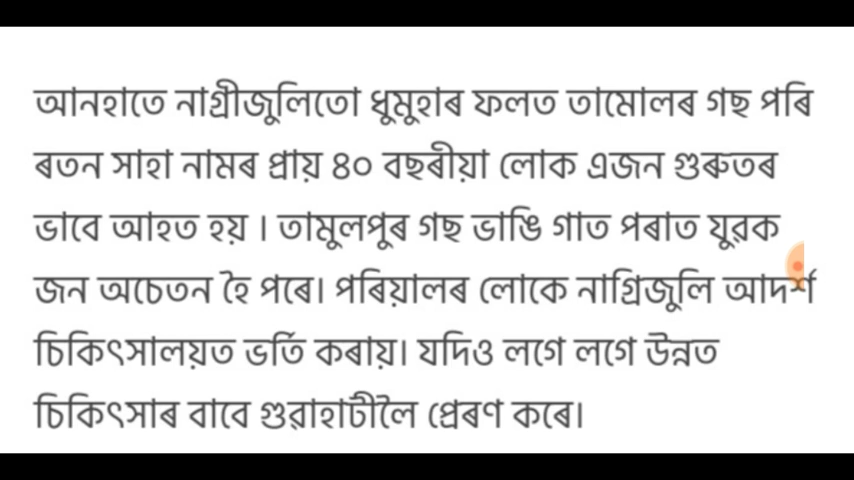 আনহাতে নাগ্ৰীজুলিতো ধুমুহাৰ ফলত তামোলৰ গছ পৰি
ৰতন সাহা নামৰ প্ৰায় ৪০ বছৰীয়া লোক এজন গুৰুতৰ
ভাবে আহত হয় । তামুলপুৰ গছ ভাঙি গাত পৰাত যুৱক
জন অচেতন হৈ পৰে। পৰিয়ালৰ লোকে নাগ্ৰিজুলি আদৰ্শ
চিকিৎসালয়ত ভৰ্তি কৰায়। যদিও লগে লগে উন্নত
চিকিৎসাৰ বাবে গুৱাহাটীলৈ প্ৰেৰণ কৰে।